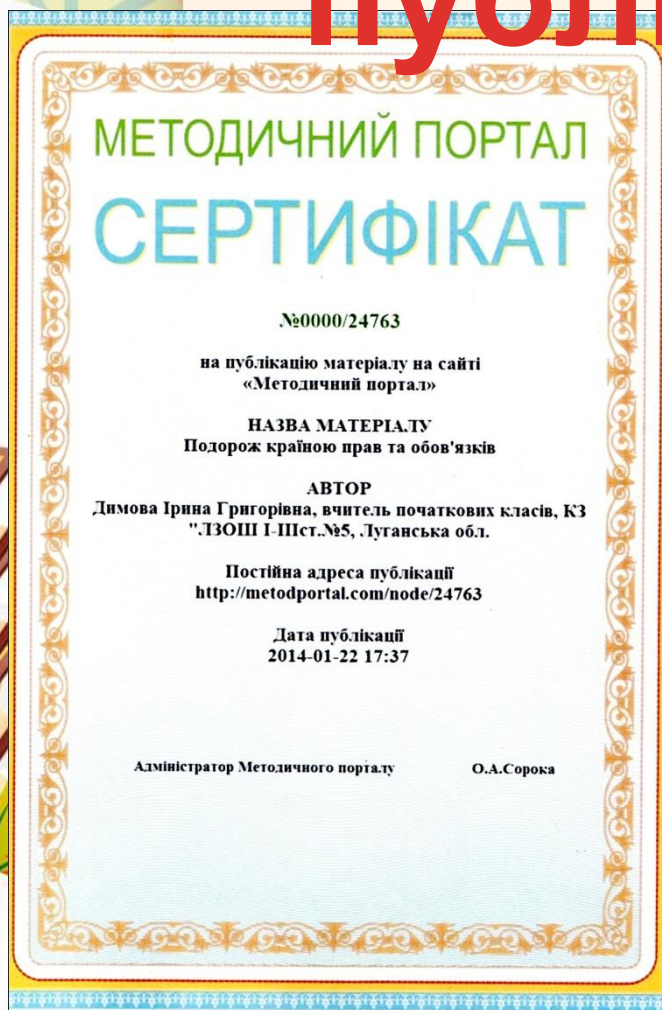 МЕТОДИЧНИЙ ПОРТАЛ
СЕРТИФІКАТ
№0000/24763
на публікацію матеріалу на сайті
«Методичний портал»
НАЗВА МАТЕРІАЛУ
Подорож країною прав та обов'язків
АВТОР
Димова Ірина Григорівна, вчитель початкових класів, КЗ
"ЛЗОШ І-ІІІст.№5, Луганська обл.
Постійна адреса публікації
http://metodportal.com/node/24763
Дата публікації
2014-01-22 17:37
Адміністратор Методичного порталу О.А.Сорока